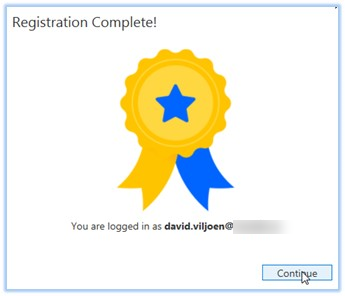 Registration Complete!
You are logged in as david.viljoen@
Continue